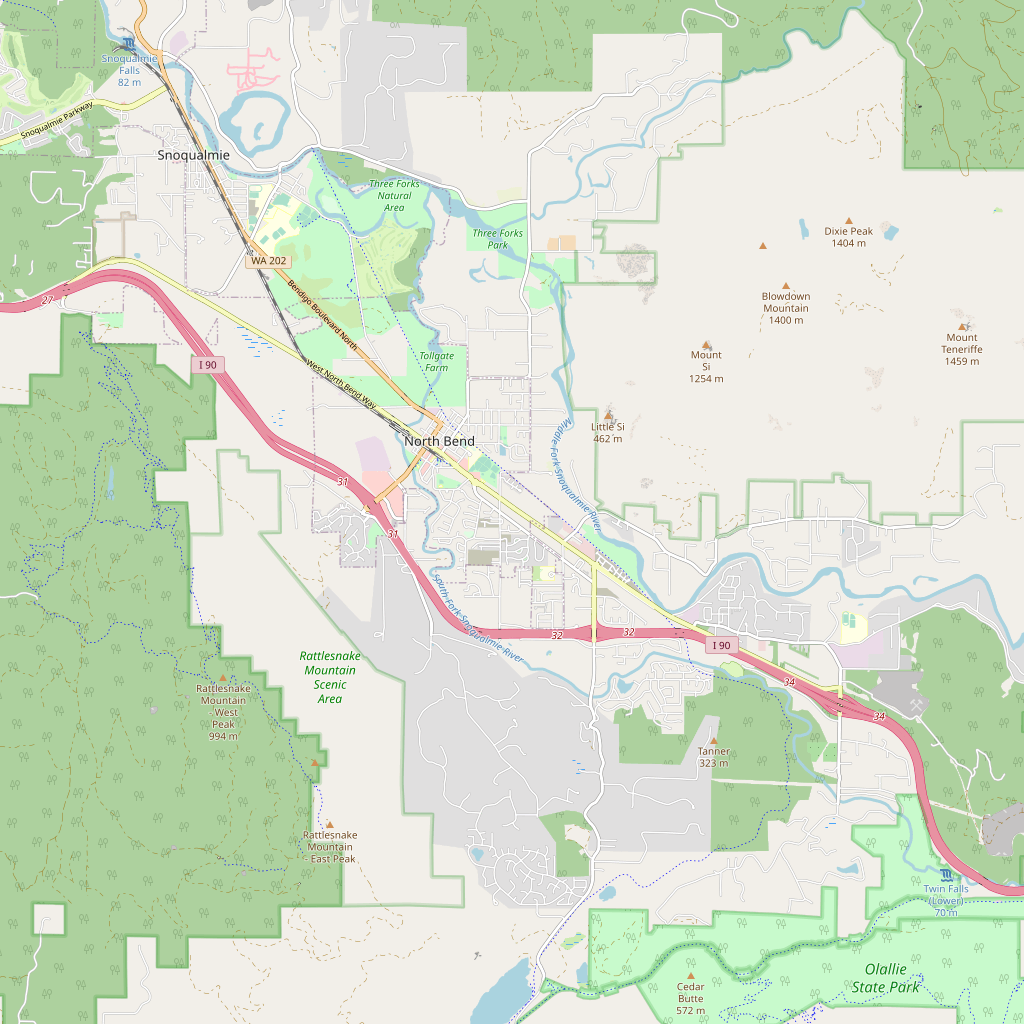 Snoqualmie
Falls
82 m
Snoqualmie Parkway
Snoqualmie
Three Forks
Natural
Area
Three Forks
Park
Dixie Peak
1404 m
WA 202
27
Bendigo Boulevard North
Blowdown
Mountain
1400 m
Mount
Teneriffe
1459 m
Mount
Si
1254 m
I 90
Tollgate
Farm
West North Bend Way
Little Si
462 m
North Bend
Middle Fork Snoqualmie River
31
31
South Fork Snoqualmie River
32
32
I 90
Rattlesnake
Mountain
Scenic
Area
34
34
Rattlesnake
Mountain
West
Peak
994 m
Tanner
323 m
Rattlesnake
Mountain
East Peak
Twin Falls
(Lower)
70 m
Olallie
State Park
Cedar
Butte
572 m